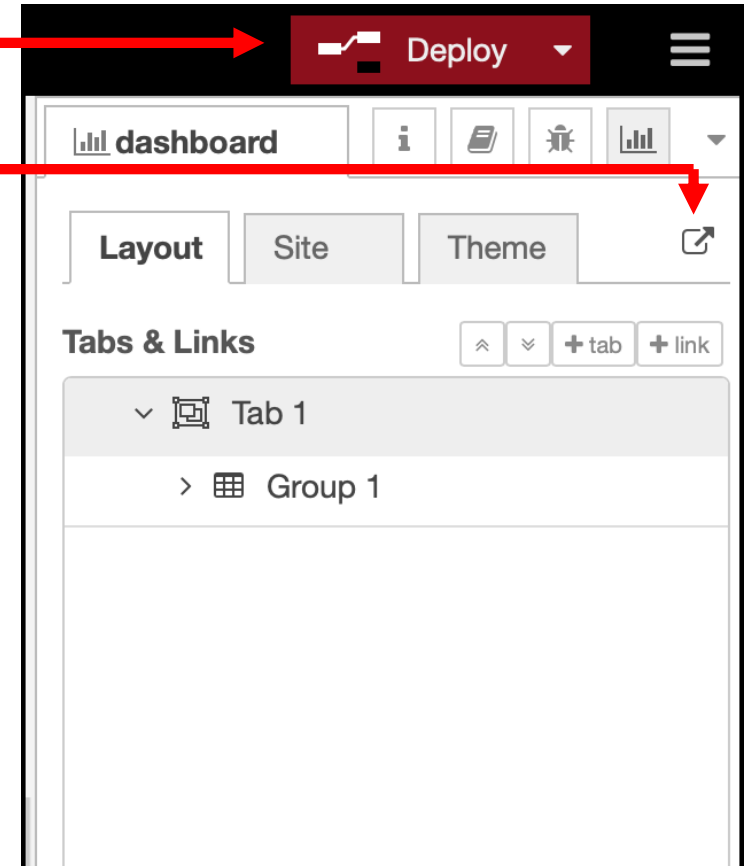 Deploy
dashboard
i
Layout Site Theme
Tabs & Links + tab + link
Tab 1
Group 1